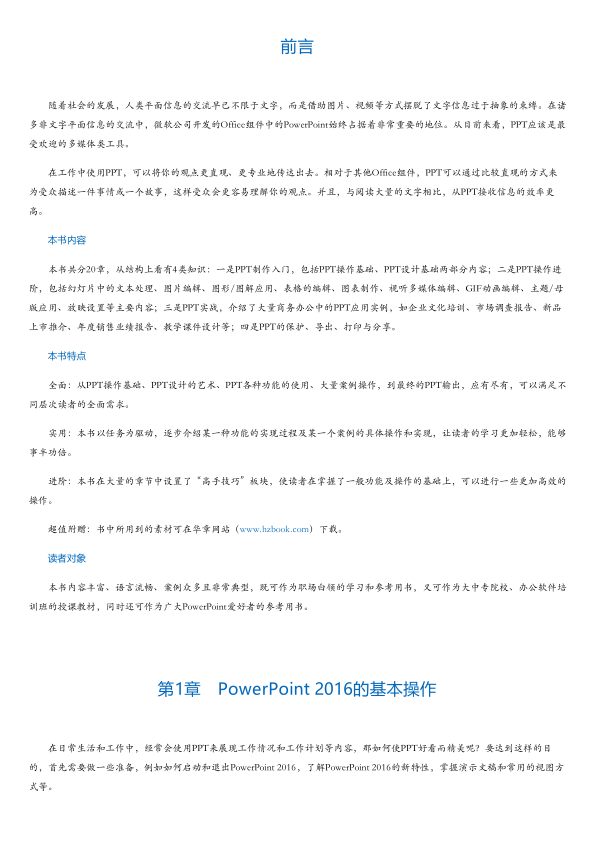 前言
随着社会的发展，人类平面信息的交流早已不限于文字，而是借助图片、视频等方式摆脱了文字信息过于抽象的束缚。在诸
多非文字平面信息的交流中，微软公司开发的Office组件中的PowerPoint始终占据着非常重要的地位。从目前来看，PPT应该是最
受欢迎的多媒体类工具。
在工作中使用PPT，可以将你的观点更直观、更专业地传达出去。相对于其他Office组件，PPT可以通过比较直观的方式来
为受众描述一件事情或一个故事，这样受众会更容易理解你的观点。并且，与阅读大量的文字相比，从PPT接收信息的效率更
高。
本书内容
本书共分20章，从结构上看有4类知识：一是PPT制作入门，包括PPT操作基础、PPT设计基础两部分内容；二是PPT操作进
阶，包括幻灯片中的文本处理、图片编辑、图形/图解应用、表格的编辑、图表制作、视听多媒体编辑、GIF动画编辑、主题/母
版应用、放映设置等主要内容；三是PPT实战，介绍了大量商务办公中的PPT应用实例，如企业文化培训、市场调查报告、新品
上市推介、年度销售业绩报告、教学课件设计等；四是PPT的保护、导出、打印与分享。
本书特点
全面：从PPT操作基础、PPT设计的艺术、PPT各种功能的使用、大量案例操作，到最终的PPT输出，应有尽有，可以满足不
同层次读者的全面需求。
实用：本书以任务为驱动，逐步介绍某一种功能的实现过程及某一个案例的具体操作和实现，让读者的学习更加轻松，能够
事半功倍。
进阶：本书在大量的章节中设置了“高手技巧”板块，使读者在掌握了一般功能及操作的基础上，可以进行一些更加高效的
操作。
超值附赠：书中所用到的素材可在华章网站（www.hzbook.com）下载。
读者对象
本书内容丰富、语言流畅、案例众多且非常典型，既可作为职场白领的学习和参考用书，又可作为大中专院校、办公软件培
训班的授课教材，同时还可作为广大PowerPoint爱好者的参考用书。
第1章　PowerPoint 2016的基本操作
在日常生活和工作中，经常会使用PPT来展现工作情况和工作计划等内容，那如何使PPT好看而精美呢？要达到这样的目
的，首先需要做一些准备，例如如何启动和退出PowerPoint 2016，了解PowerPoint 2016的新特性，掌握演示文稿和常用的视图方
式等。